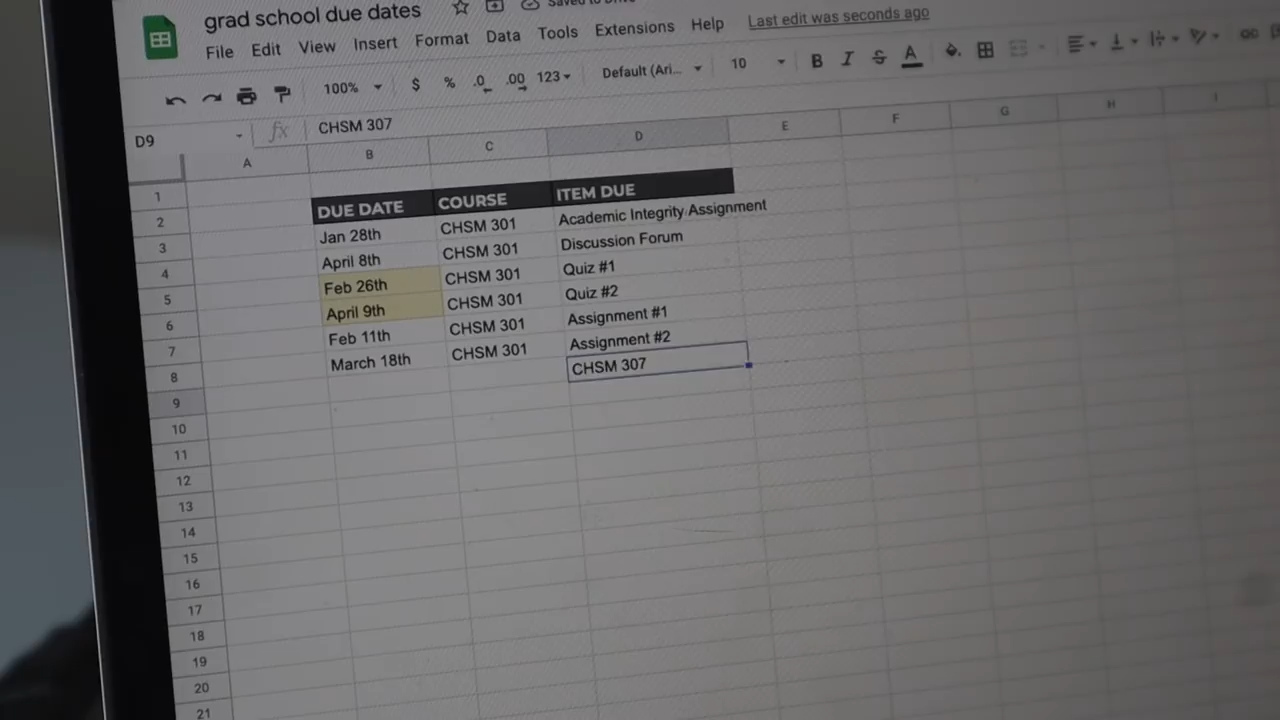 grad school due dates
File Edit View Insert Format Data Tools Extensions Help Last edit was seconds ago
100% $ % .0 .00 123 Default (Ari... 10 B I S A
D9 fx CHSM 307
A B C D E F G H I
1
DUE DATE COURSE ITEM DUE
2 Jan 28th CHSM 301 Academic Integrity Assignment
3 April 8th CHSM 301 Discussion Forum
4 Feb 26th CHSM 301 Quiz #1
5 April 9th CHSM 301 Quiz #2
6 Feb 11th CHSM 301 Assignment #1
7 March 18th CHSM 301 Assignment #2
8 CHSM 307
9
10
11
12
13
14
15
16
17
18
19
20
21